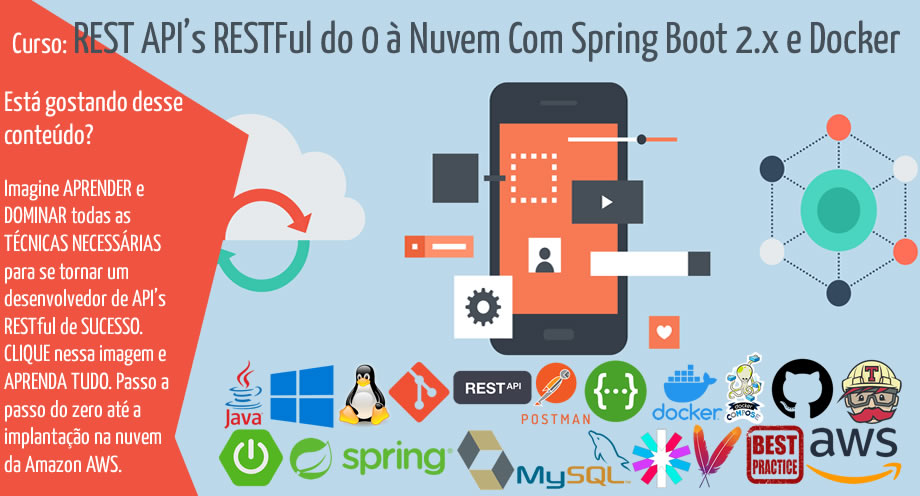 Curso: REST API's RESTFul do 0 à Nuvem Com Spring Boot 2.x e Docker
Está gostando desse
conteúdo?
Imagine APRENDER e
DOMINAR todas as
TÉCNICAS NECESSÁRIAS
para se tornar um
desenvolvedor de API's
RESTful de SUCESSO.
CLIQUE nessa imagem e
APRENDA TUDO. Passo a
passo do zero até a
implantação na nuvem
da Amazon AWS.
Java
REST API
POSTMAN
{...}
docker
docker
Compose
T
spring
MySQL
BEST
PRACTICE
aws